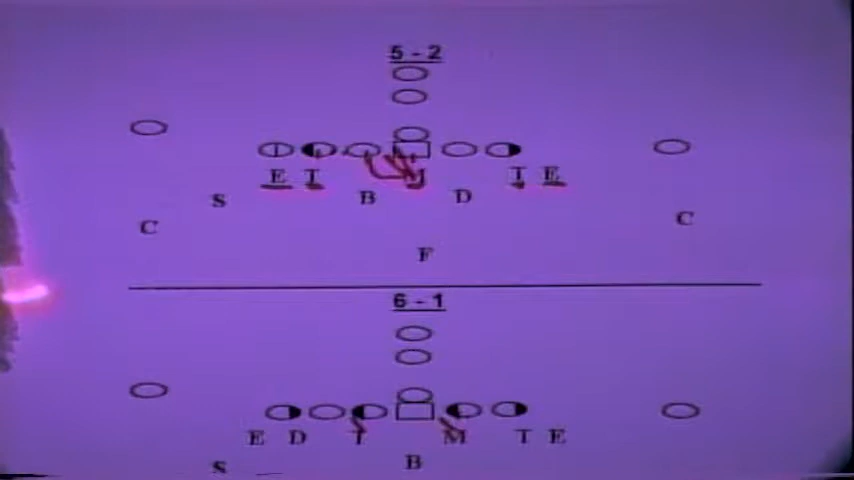 5 - 2
E T M T E
S B D
C C
F
6 - 1
E D T M T E
S B